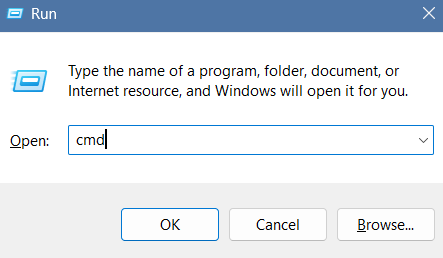 Run
Type the name of a program, folder, document, or
Internet resource, and Windows will open it for you.
Open: cmd
OK Cancel Browse...